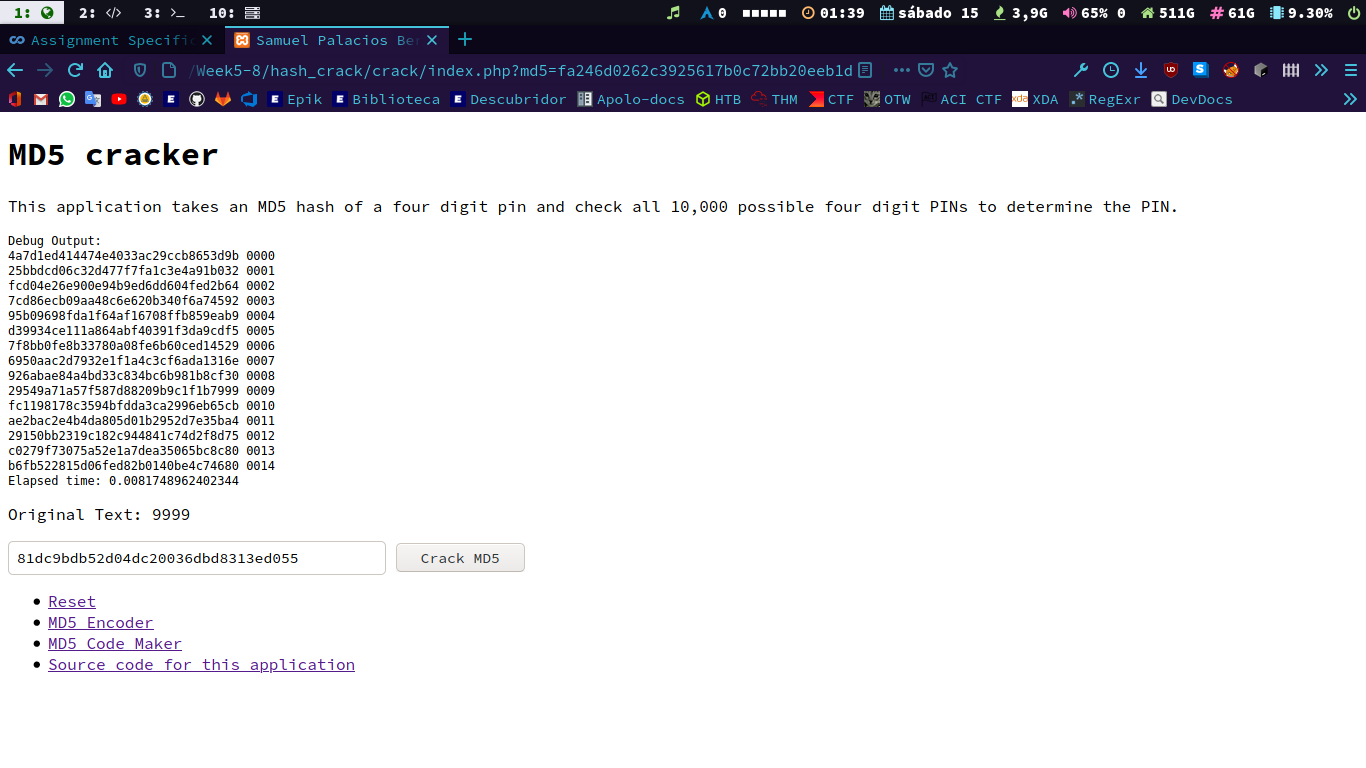 1: 2: </> 3: >_ 10: 0 01:39 sábado 15 3,9G 65% 0 511G 61G 9.30%
Assignment Specific Samuel Palacios Ber
/Week5-8/hash_crack/crack/index.php?md5=fa246d0262c3925617b0c72bb20eeb1d
Epik Biblioteca Descubridor Apolo-docs HTB THM CTF OTW ACI CTF XDA RegExr DevDocs
MD5 cracker
This application takes an MD5 hash of a four digit pin and check all 10,000 possible four digit PINs to determine the PIN.
Debug Output:
4a7d1ed414474e4033ac29ccb8653d9b 0000
25bbdcd06c32d477f7fa1c3e4a91b032 0001
fcd04e26e900e94b9ed6dd604fed2b64 0002
7cd86ecb09aa48c6e620b340f6a74592 0003
95b09698fda1f64af16708ffb859eab9 0004
d39934ce111a864abf40391f3da9cdf5 0005
7f8bb0fe8b33780a08fe6b60ced14529 0006
6950aac2d7932e1f1a4c3cf6ada1316e 0007
926abae84a4bd33c834bc6b981b8cf30 0008
29549a71a57f587d88209b9c1f1b7999 0009
fc1198178c3594bfdda3ca2996eb65cb 0010
ae2bac2e4b4da805d01b2952d7e35ba4 0011
29150bb2319c182c944841c74d2f8d75 0012
c0279f73075a52e1a7dea35065bc8c80 0013
b6fb522815d06fed82b0140be4c74680 0014
Elapsed time: 0.0081748962402344
Original Text: 9999
81dc9bdb52d04dc20036dbd8313ed055 Crack MD5
Reset
MD5 Encoder
MD5 Code Maker
Source code for this application